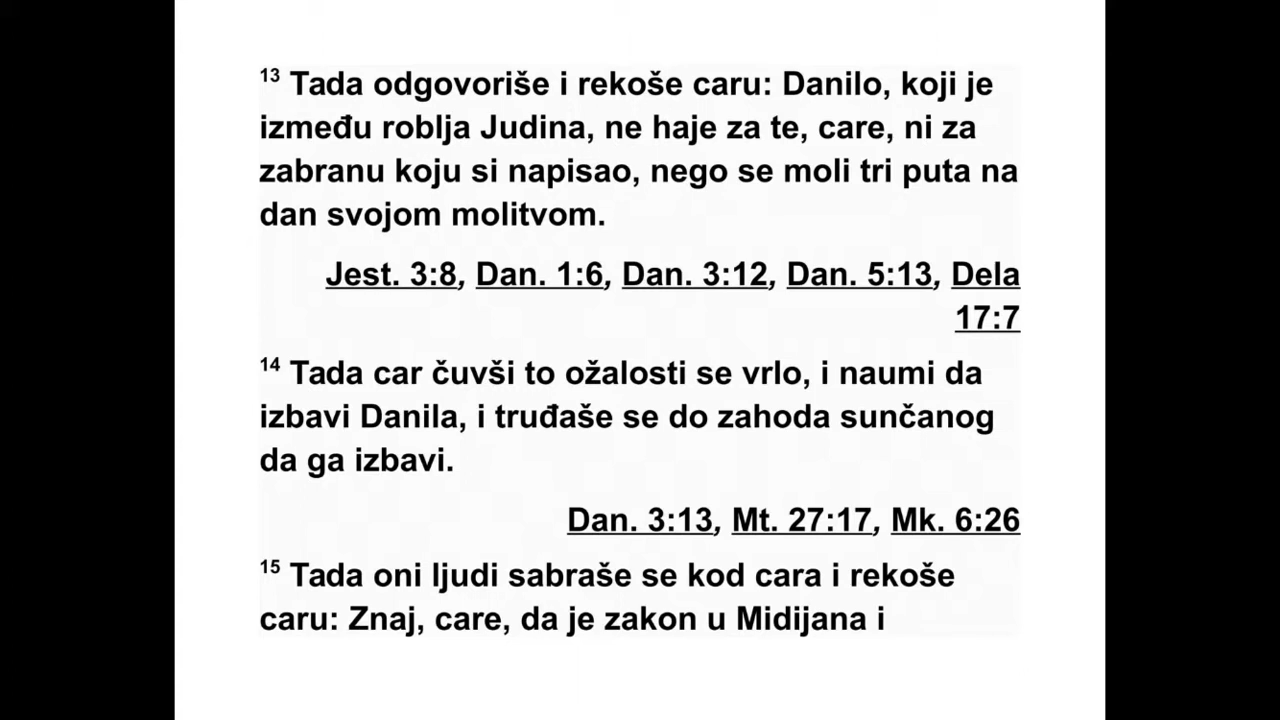 13 Tada odgovoriše i rekoše caru: Danilo, koji je
između roblja Judina, ne haje za te, care, ni za
zabranu koju si napisao, nego se moli tri puta na
dan svojom molitvom.
Jest. 3:8, Dan. 1:6, Dan. 3:12, Dan. 5:13, Dela
17:7
14 Tada car čuvši to ožalosti se vrlo, i naumi da
izbavi Danila, i truđaše se do zahoda sunčanog
da ga izbavi.
Dan. 3:13, Mt. 27:17, Mk. 6:26
15 Tada oni ljudi sabraše se kod cara i rekoše
caru: Znaj, care, da je zakon u Midijana i